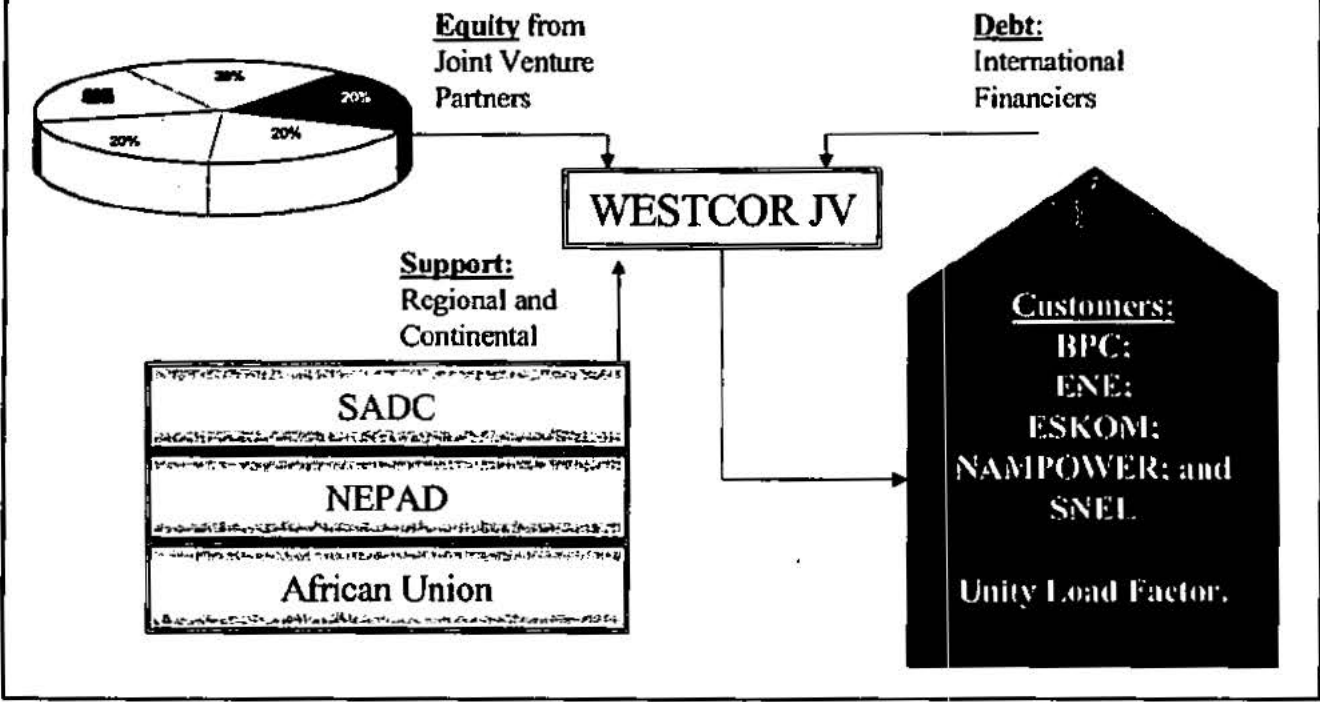 Equity from
Joint Venture
Partners
Debt:
International
Financiers
20%
20%
20%
20%
WESTCOR JV
Support:
Regional and
Continental
SADC
NEPAD
African Union
Customers:
BPC;
ENE;
ESKOM;
NAMPOWER; and
SNEL
Unity Load Factor.